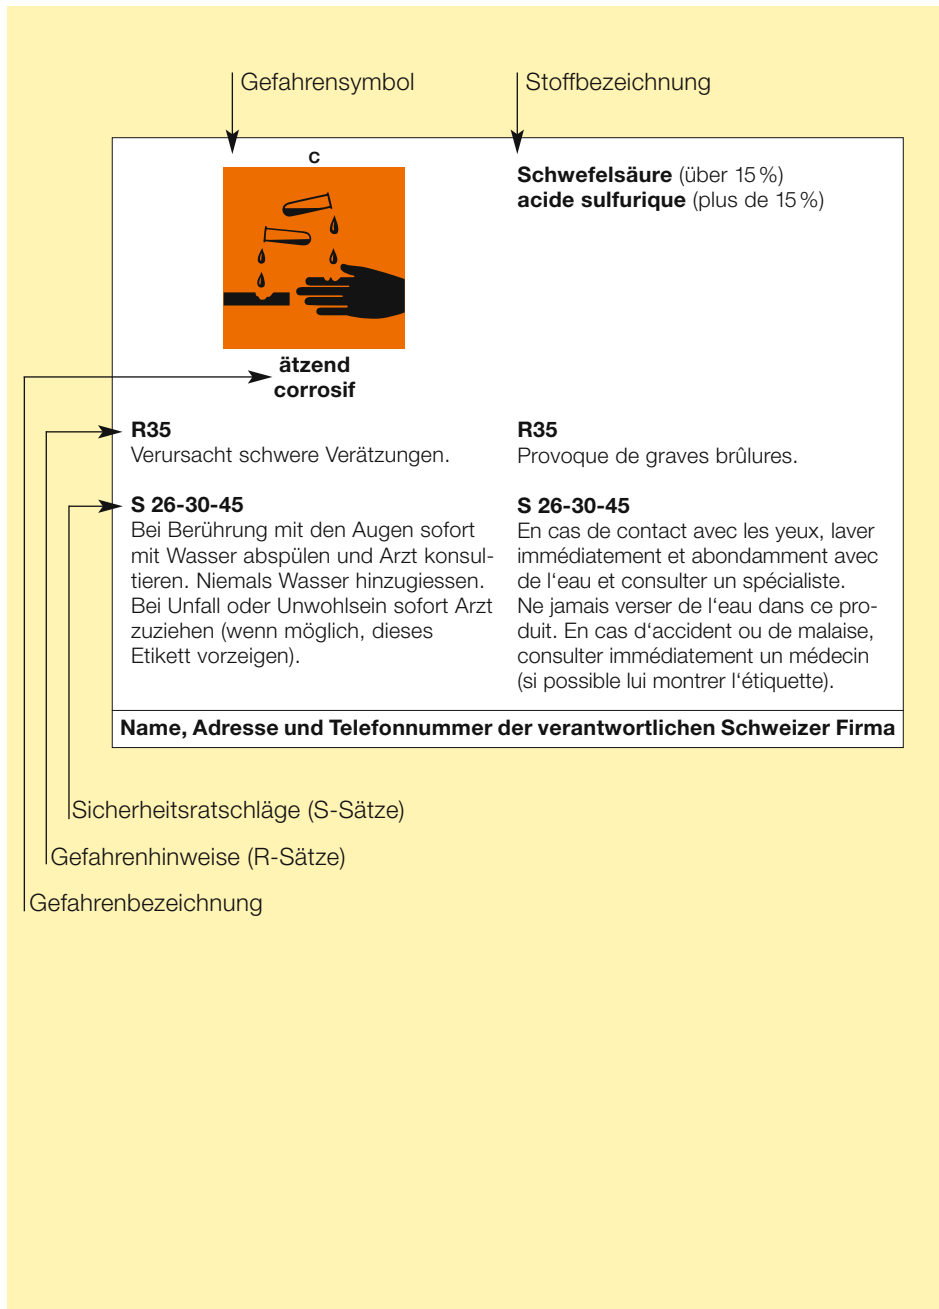 Gefahrensymbol
Stoffbezeichnung
C
Schwefelsäure (über 15 %)
acide sulfurique (plus de 15 %)
ätzend
corrosif
R35
Verursacht schwere Verätzungen.
S 26-30-45
Bei Berührung mit den Augen sofort
mit Wasser abspülen und Arzt konsul-
tieren. Niemals Wasser hinzugiessen.
Bei Unfall oder Unwohlsein sofort Arzt
zuziehen (wenn möglich, dieses
Etikett vorzeigen).
R35
Provoque de graves brûlures.
S 26-30-45
En cas de contact avec les yeux, laver
immédiatement et abondamment avec
de l‘eau et consulter un spécialiste.
Ne jamais verser de l‘eau dans ce pro-
duit. En cas d‘accident ou de malaise,
consulter immédiatement un médecin
(si possible lui montrer l‘étiquette).
Name, Adresse und Telefonnummer der verantwortlichen Schweizer Firma
Sicherheitsratschläge (S-Sätze)
Gefahrenhinweise (R-Sätze)
Gefahrenbezeichnung